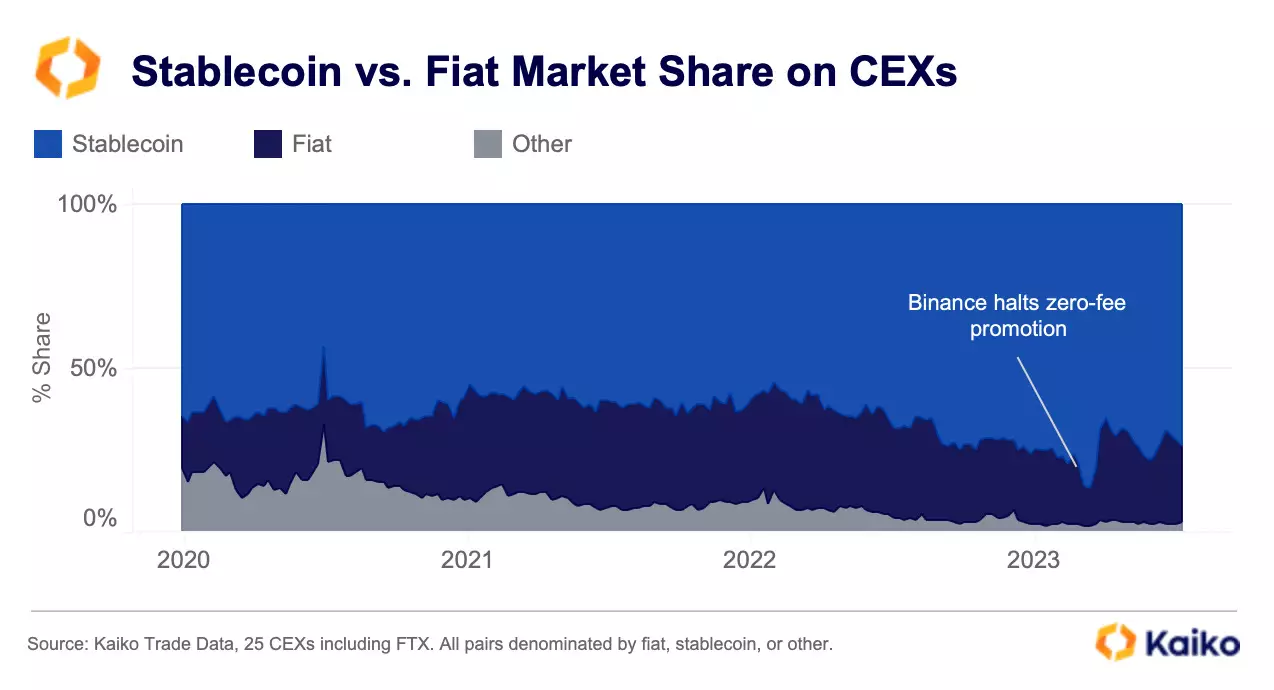 Stablecoin vs. Fiat Market Share on CEXs
Stablecoin
Fiat
Other
100%
50%
0%
% Share
Binance halts zero-fee
promotion
2020
2021
2022
2023
Source: Kaiko Trade Data, 25 CEXs including FTX. All pairs denominated by fiat, stablecoin, or other.
Kaiko